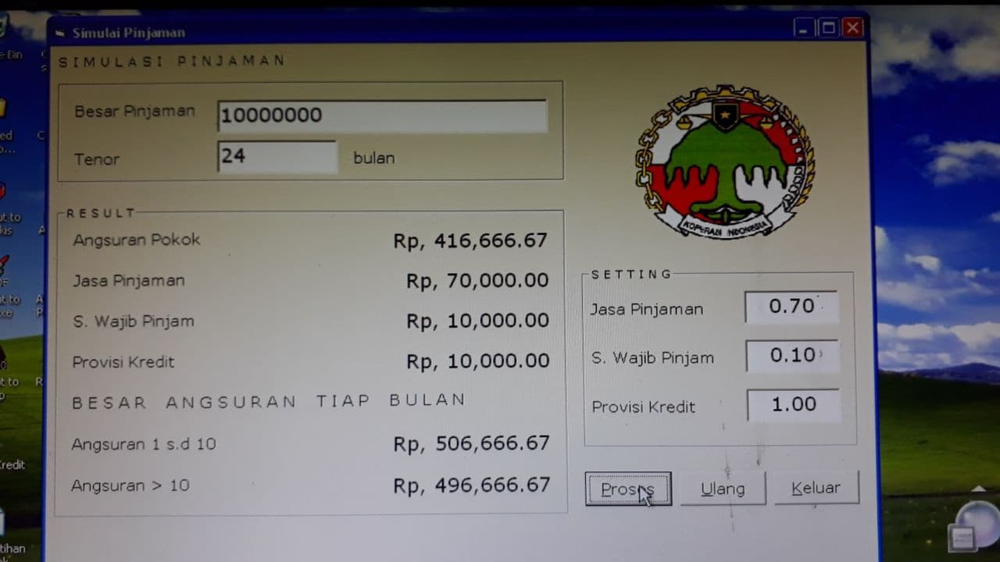 Simulai Pinjaman
SIMULASI PINJAMAN
Besar Pinjaman 10000000
Tenor 24 bulan
RESULT
Angsuran Pokok Rp, 416,666.67
Jasa Pinjaman Rp, 70,000.00
S. Wajib Pinjam Rp, 10,000.00
Provisi Kredit Rp, 10,000.00
BESAR ANGSURAN TIAP BULAN
Angsuran 1 s.d 10 Rp, 506,666.67
Angsuran > 10 Rp, 496,666.67
KOPERASI INDONESIA
SETTING
Jasa Pinjaman 0.70
S. Wajib Pinjam 0.10
Provisi Kredit 1.00
Proses Ulang Keluar